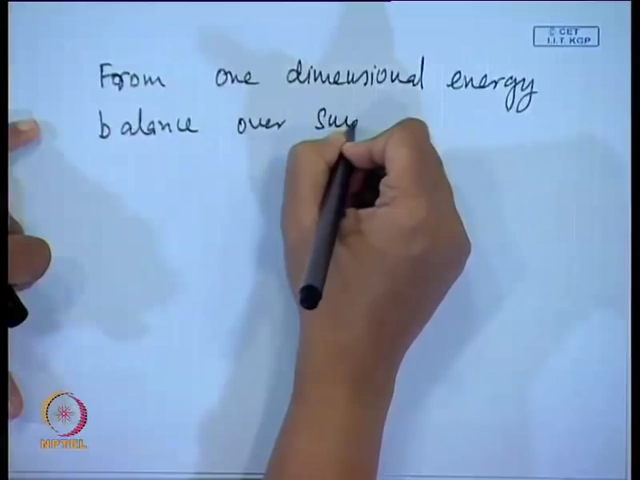 © CET
I.I.T. KGP
From one dimensional energy
balance over
NPTEL